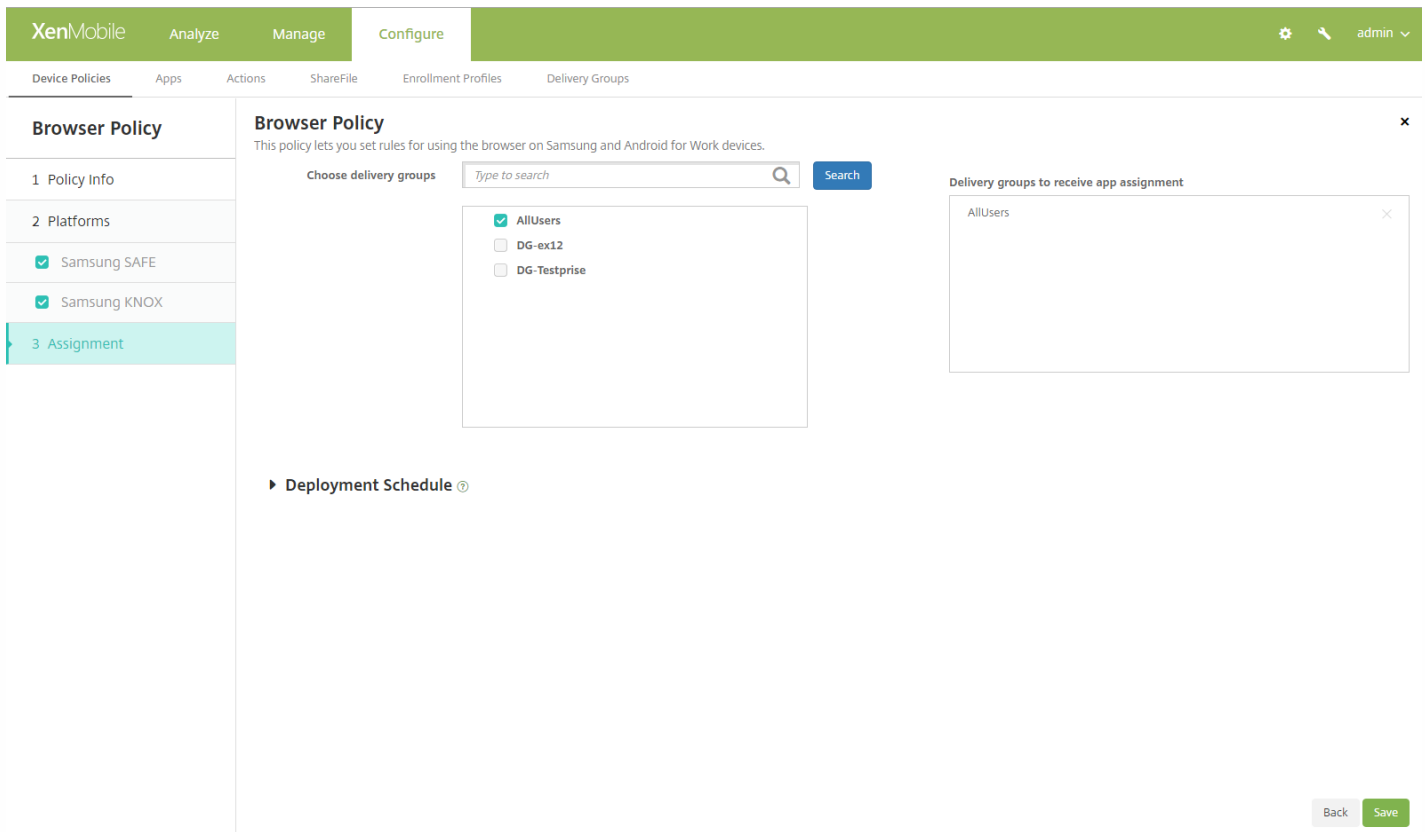 XenMobile Analyze Manage Configure admin
Device Policies Apps Actions ShareFile Enrollment Profiles Delivery Groups
Browser Policy
1 Policy Info
2 Platforms
Samsung SAFE
Samsung KNOX
3 Assignment
Browser Policy
This policy lets you set rules for using the browser on Samsung and Android for Work devices.
Choose delivery groups Type to search Search
AllUsers
DG-ex12
DG-Testprise
Delivery groups to receive app assignment
AllUsers
Deployment Schedule ?
Back Save